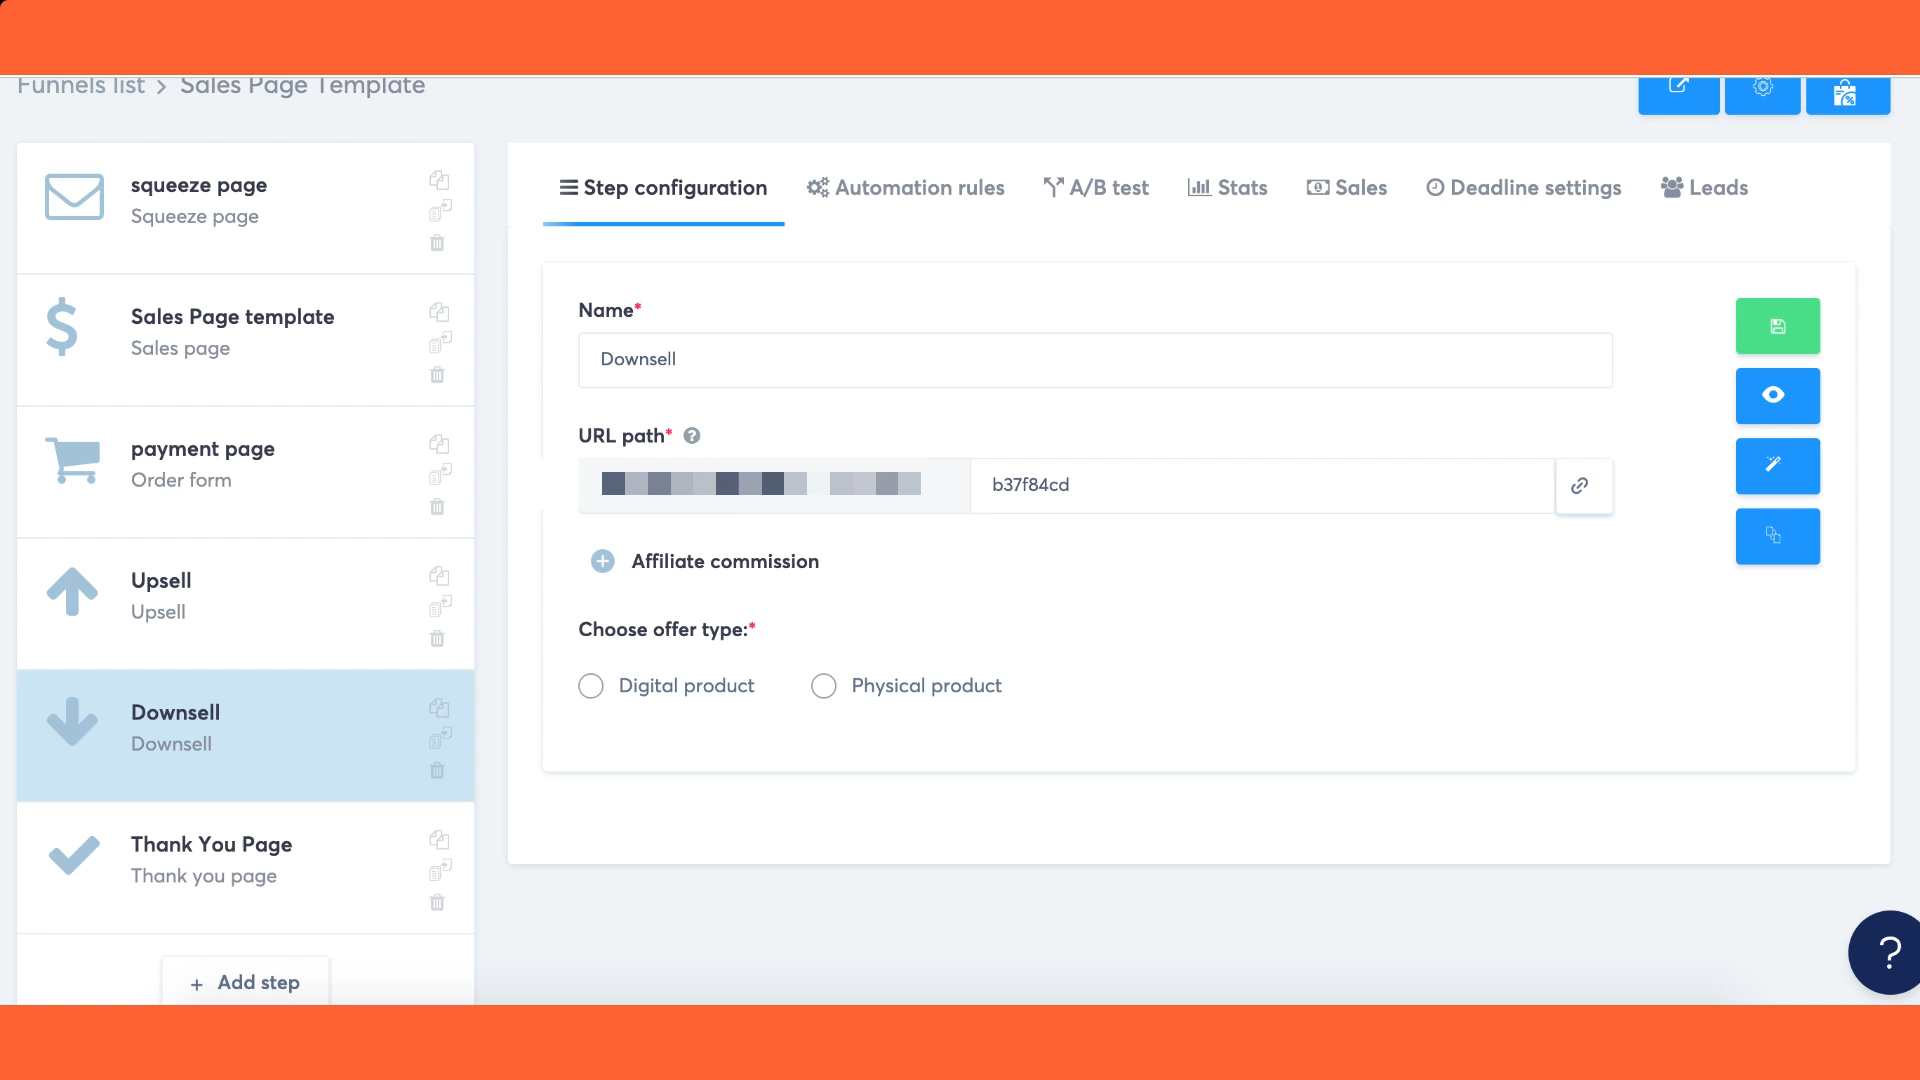 Funnels list > Sales Page Template
squeeze page
Squeeze page
Sales Page template
Sales page
payment page
Order form
Upsell
Upsell
Downsell
Downsell
Thank You Page
Thank you page
+ Add step
Step configuration
Automation rules
A/B test
Stats
Sales
Deadline settings
Leads
Name*
Downsell
URL path* ?
b37f84cd
+ Affiliate commission
Choose offer type:*
Digital product
Physical product
?